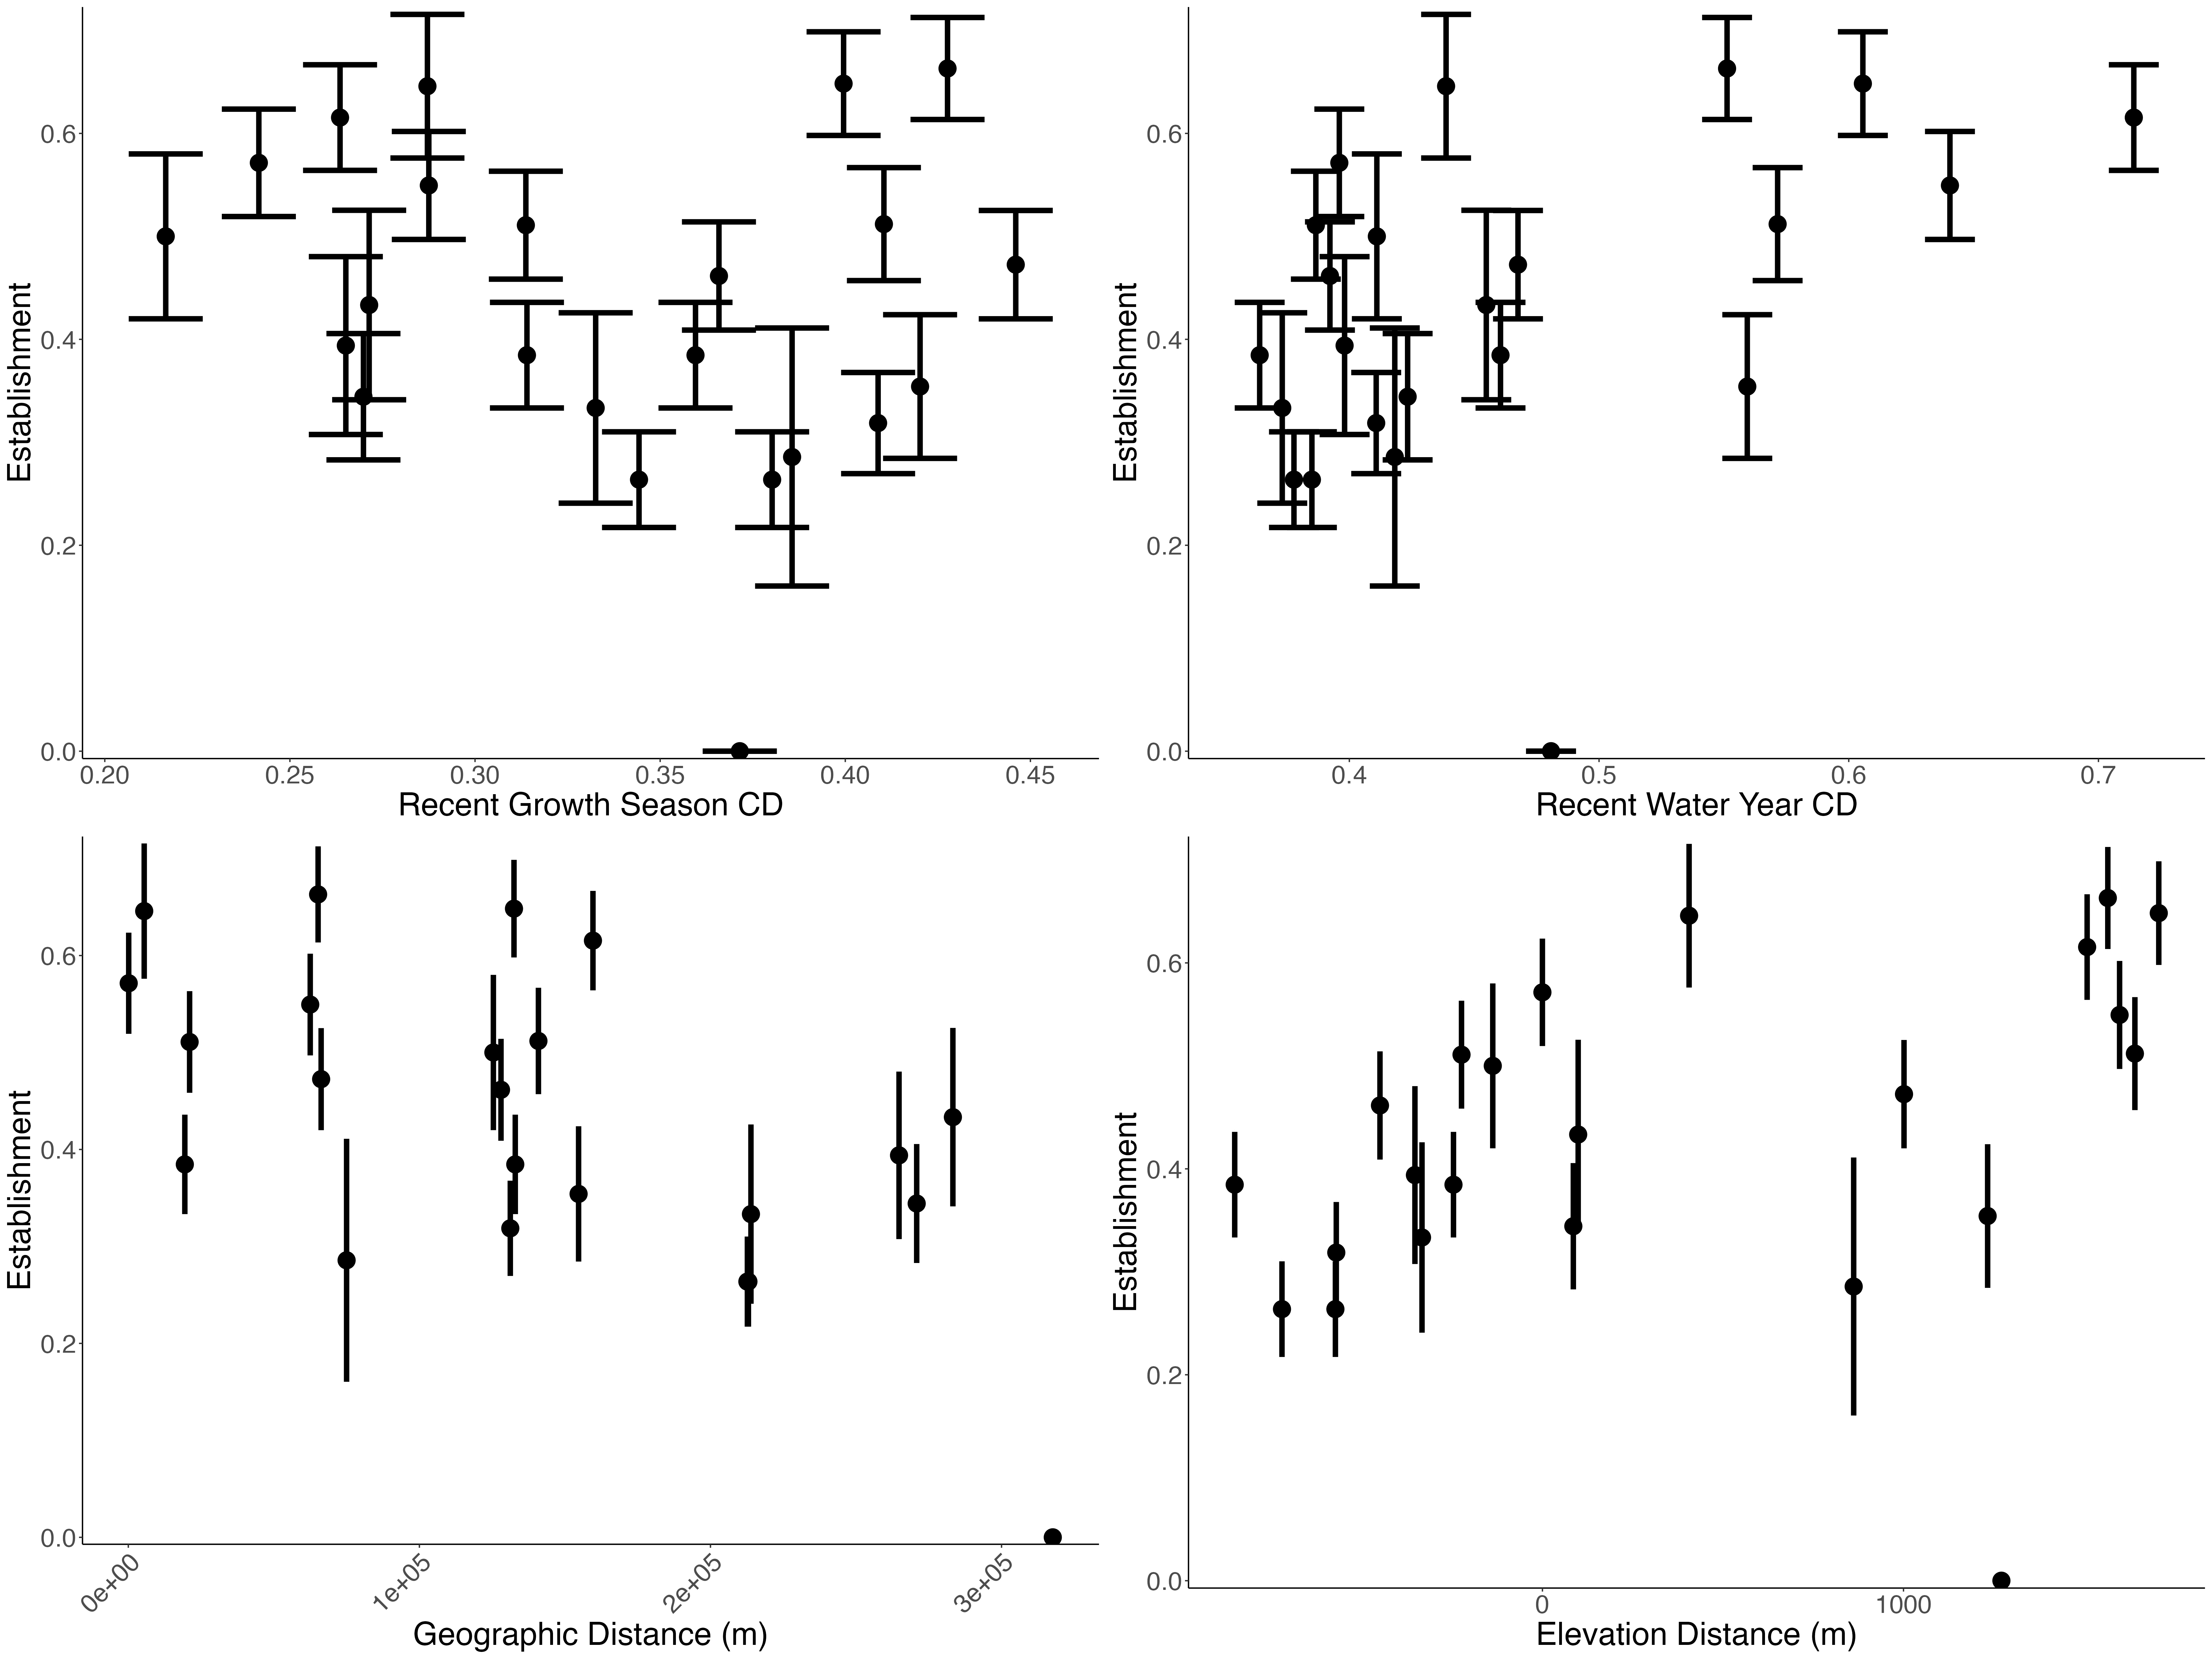 Establishment
0.6
0.4
0.2
0.0
0.20 0.25 0.30 0.35 0.40 0.45
Recent Growth Season CD
Establishment
0.6
0.4
0.2
0.0
0.4 0.5 0.6 0.7
Recent Water Year CD
Establishment
0.6
0.4
0.2
0.0
0e+00 1e+05 2e+05 3e+05
Geographic Distance (m)
Establishment
0.6
0.4
0.2
0.0
0 1000
Elevation Distance (m)